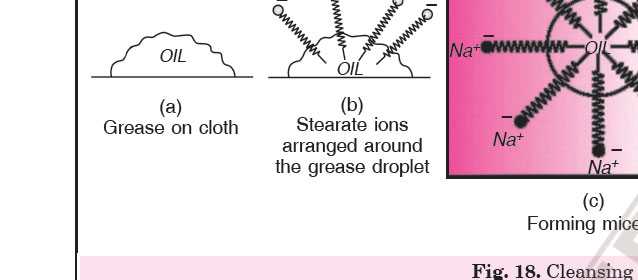 OIL
(a)
Grease on cloth
OIL
(b)
Stearate ions
arranged around
the grease droplet
Na+
OIL
Na+
Na+
(c)
Forming mice
Fig. 18. Cleansing